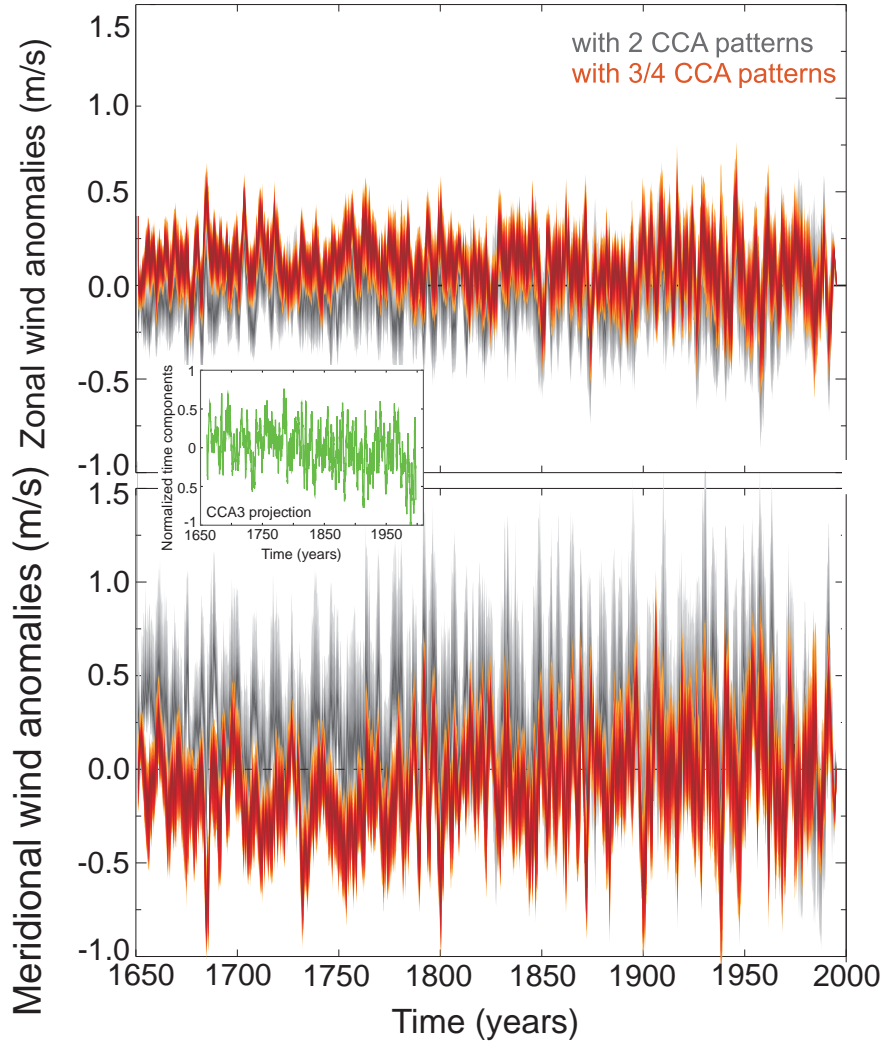 Zonal wind anomalies (m/s)
1.5
1.0
0.5
0.0
-0.5
-1.0
with 2 CCA patterns
with 3/4 CCA patterns
Normalized time components
1
0.5
0
0.5
-1
CCA3 projection
1650 1750 1850 1950
Time (years)
Meridional wind anomalies (m/s)
1.5
1.0
0.5
0.0
-0.5
-1.0
1650 1700 1750 1800 1850 1900 1950 2000
Time (years)